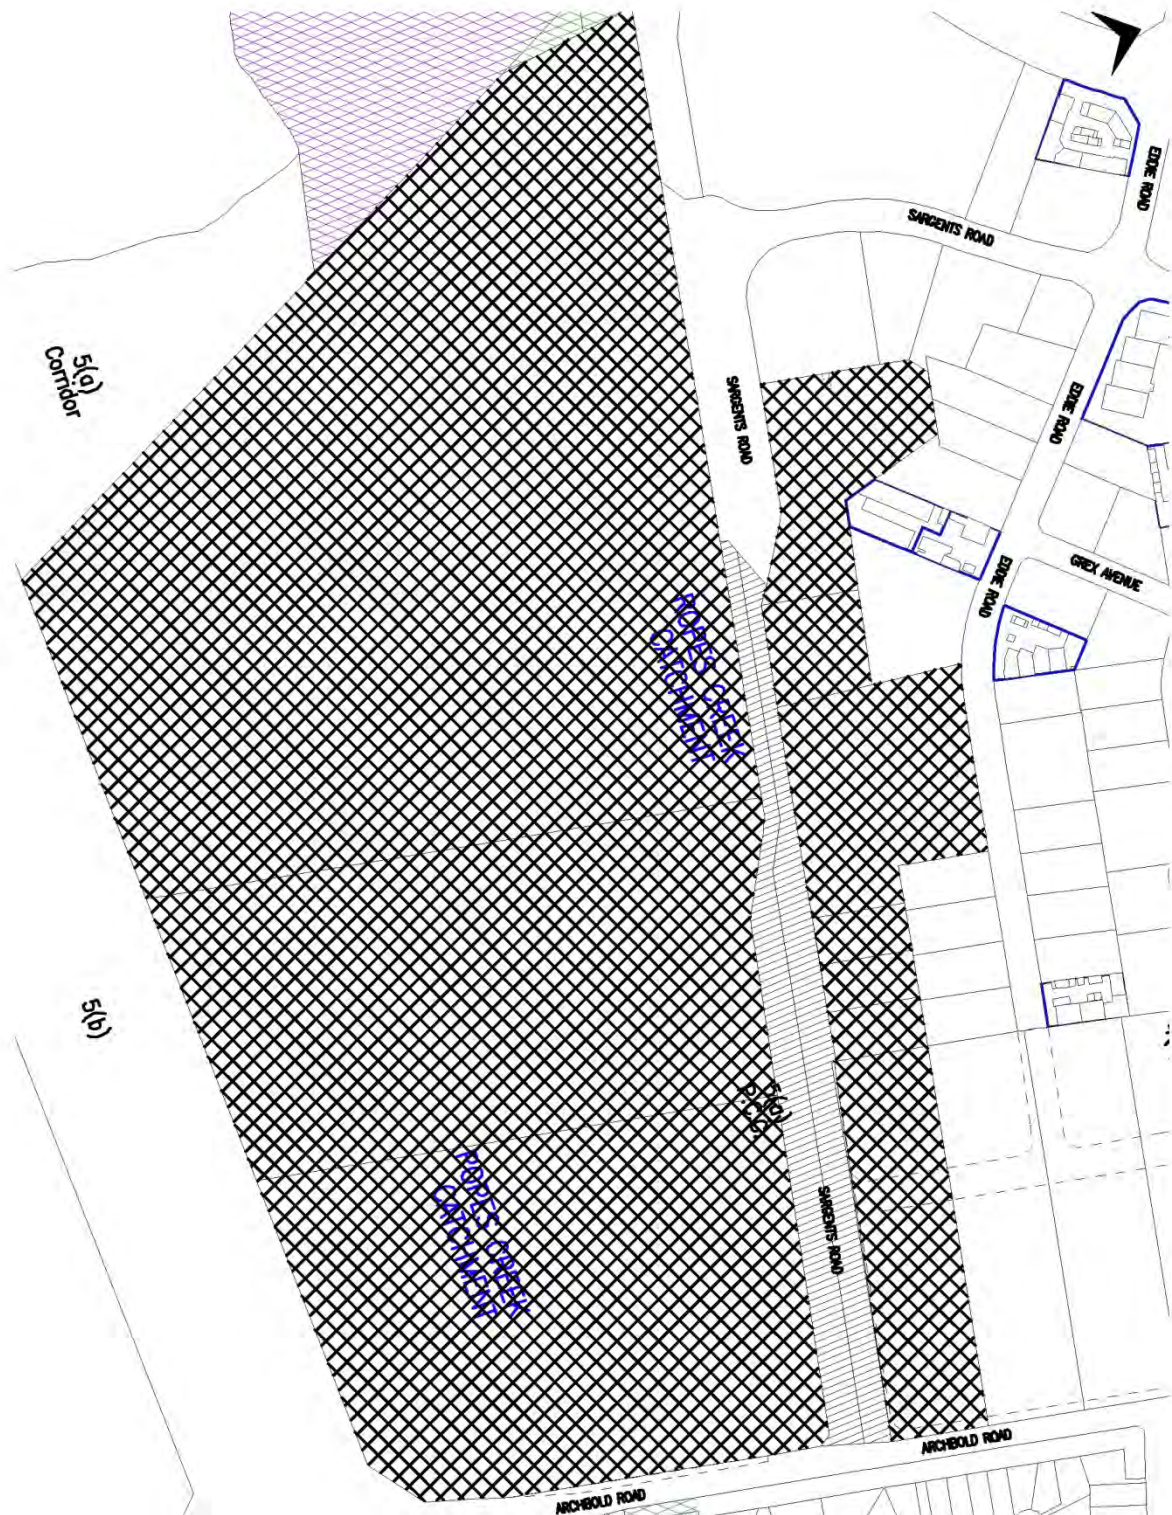 EDDIE ROAD
SARGENTS ROAD
5(a)
Corridor
SARGENTS ROAD
EDDIE ROAD
GREX AVENUE
EDDIE ROAD
ROPES CREEK
CATCHMENT
5(b)
5(a)
SARGENTS ROAD
ROPES CREEK
CATCHMENT
ARCHBOLD ROAD
ARCHBOLD ROAD